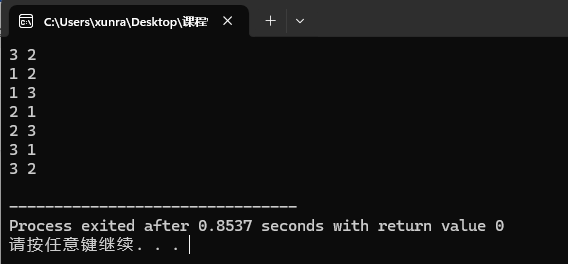 C:\Users\xunra\Desktop\课程
3 2
1 2
1 3
2 1
2 3
3 1
3 2
--------------------------------
Process exited after 0.8537 seconds with return value 0
请按任意键继续. . .